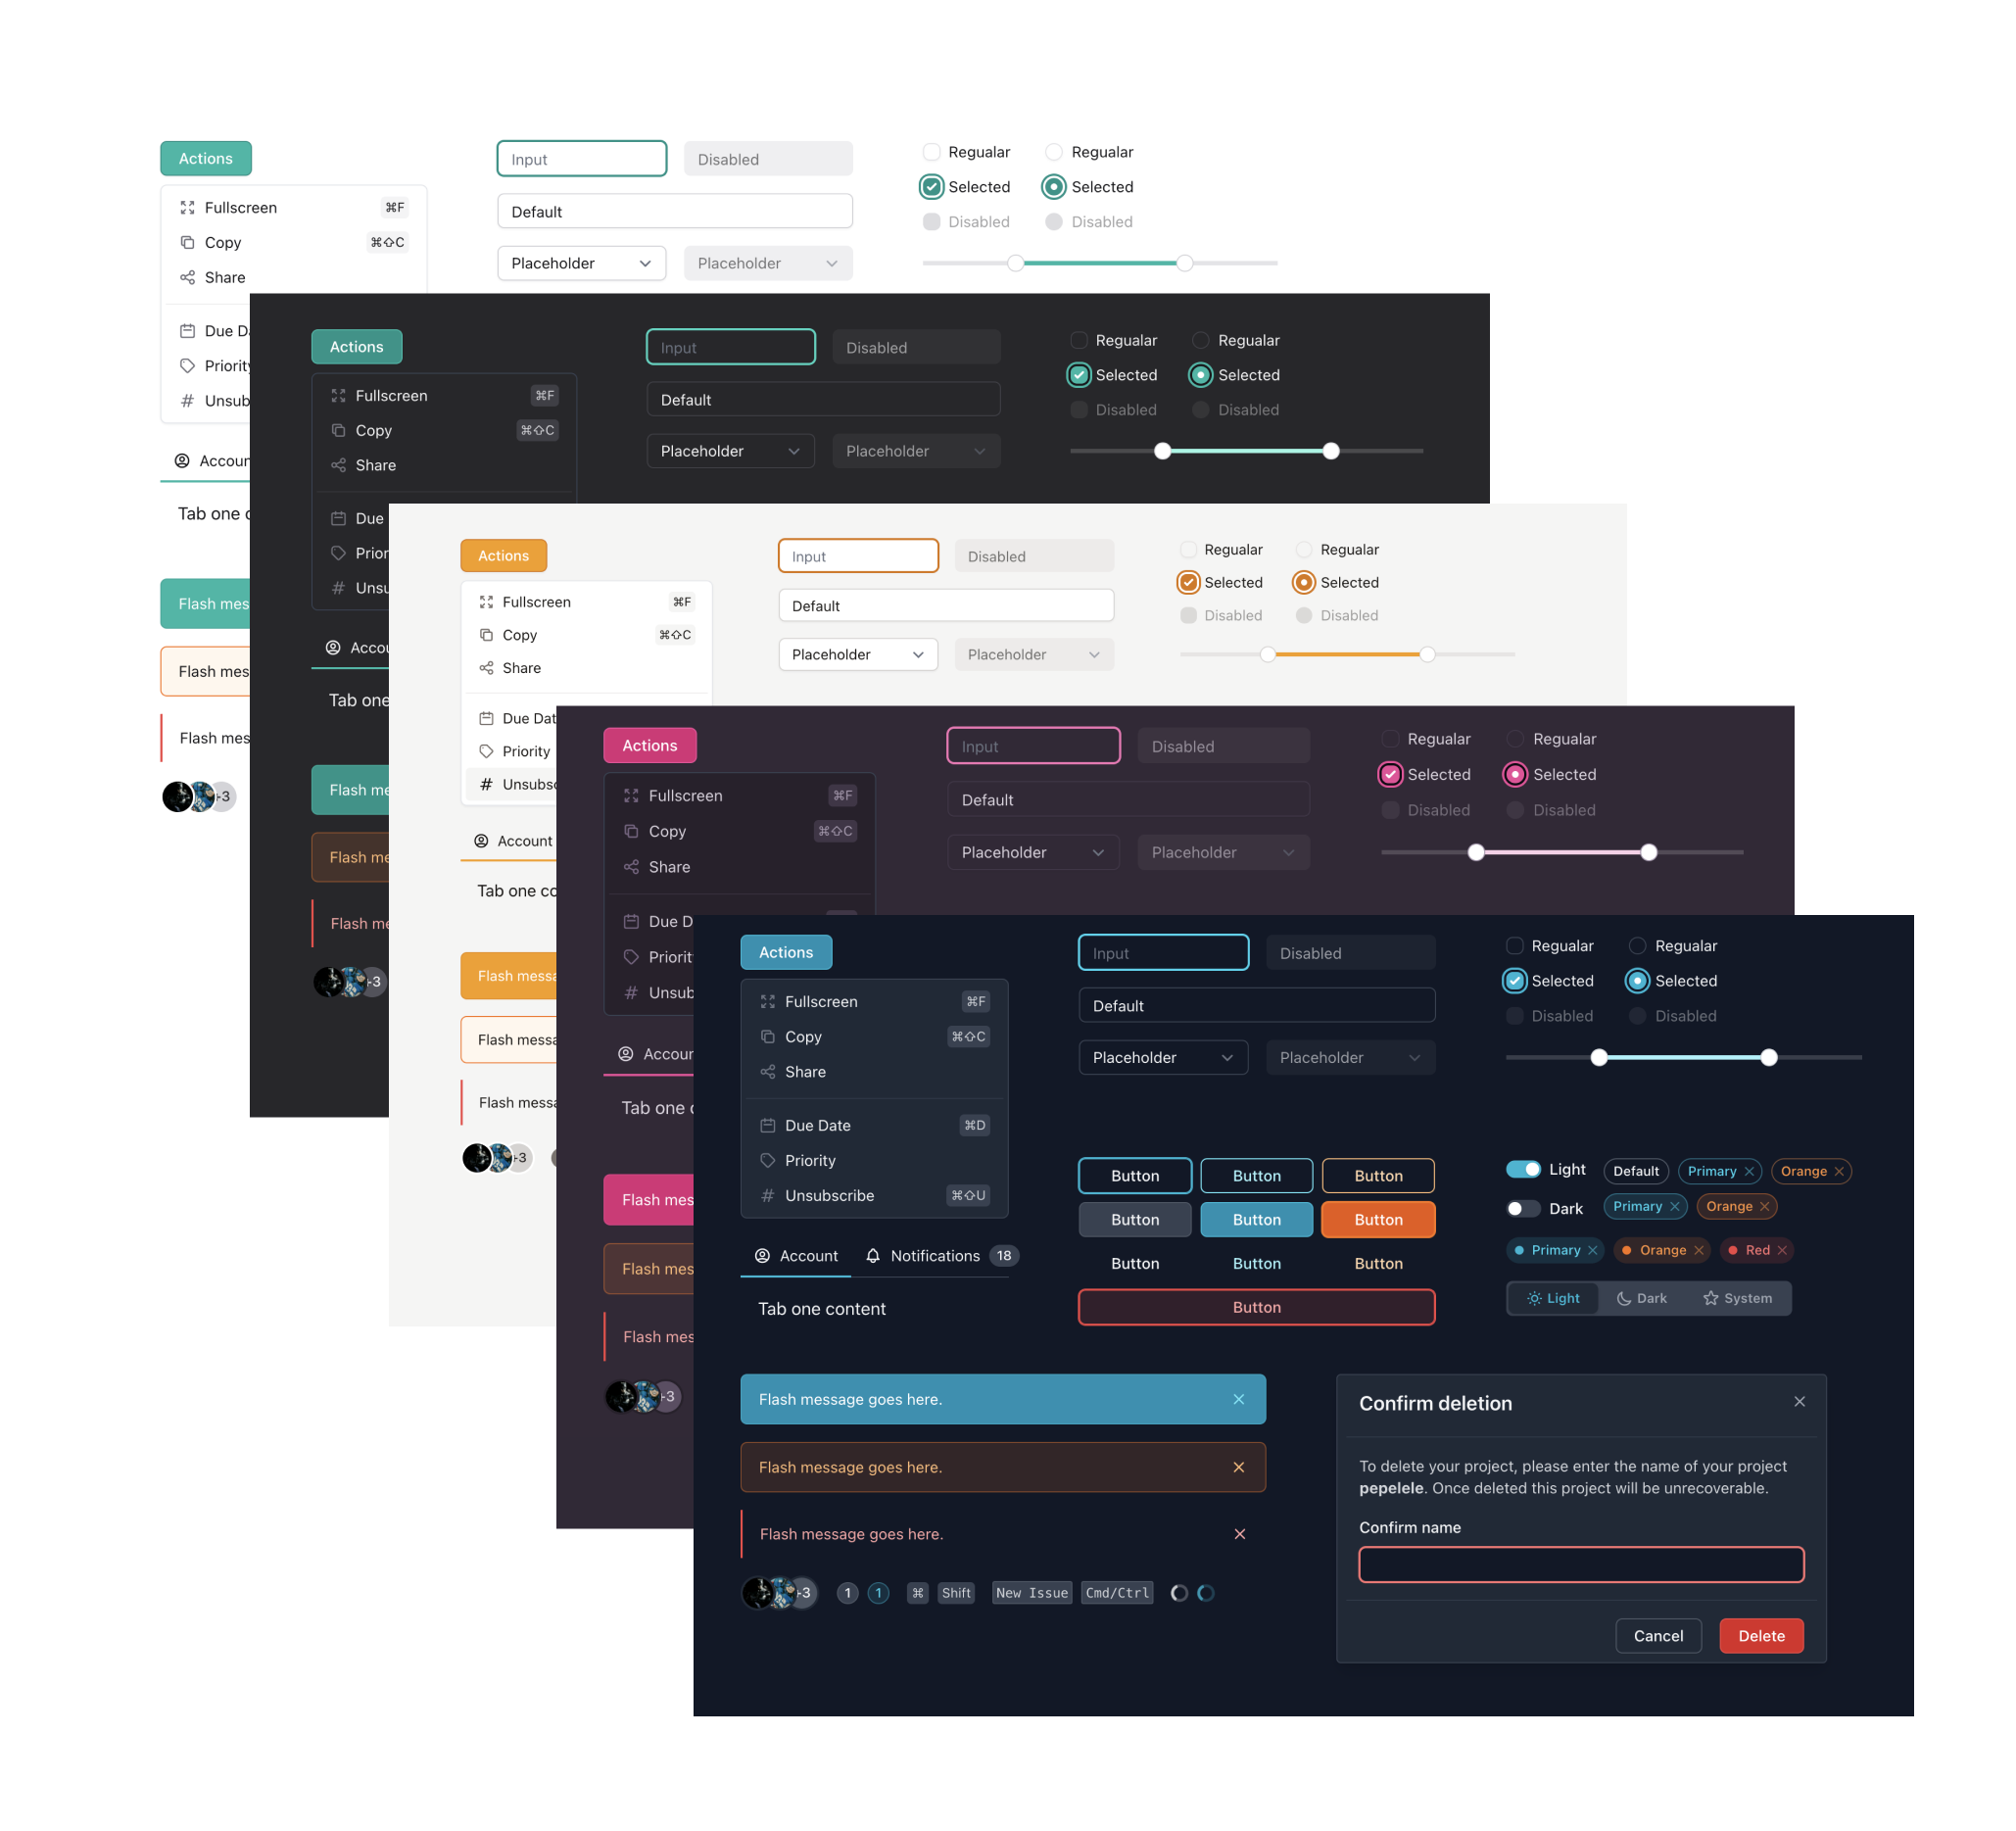 Actions
Fullscreen ⌘F
Copy ⌘⇧C
Share
Due D
Priority
Unsub
Accoun
Tab one c
Flash mes
Flash mes
Flash mes
+3
Input Disabled
Default
Placeholder Placeholder
Regualar Regualar
Selected Selected
Disabled Disabled
Actions
Fullscreen ⌘F
Copy ⌘⇧C
Share
Due
Prior
Unsu
Accou
Tab one
Flash me
Flash me
Flash me
+3
Input Disabled
Default
Placeholder Placeholder
Regualar Regualar
Selected Selected
Disabled Disabled
Actions
Fullscreen ⌘F
Copy ⌘⇧C
Share
Due Dat
Priority
Unsubsc
Account
Tab one co
Flash messa
Flash messa
Flash messa
+3
Input Disabled
Default
Placeholder Placeholder
Regualar Regualar
Selected Selected
Disabled Disabled
Actions
Fullscreen ⌘F
Copy ⌘⇧C
Share
Due D
Priorit
Unsub
Accour
Tab one c
Flash mes
Flash mes
Flash mes
+3
Input Disabled
Default
Placeholder Placeholder
Regualar Regualar
Selected Selected
Disabled Disabled
Actions
Fullscreen ⌘F
Copy ⌘⇧C
Share
Due Date ⌘D
Priority
Unsubscribe ⌘⇧U
Account Notifications 18
Tab one content
Input Disabled
Default
Placeholder Placeholder
Regualar Regualar
Selected Selected
Disabled Disabled
Button Button Button
Button Button Button
Button Button Button
Button
Light Default Primary Orange
Dark Primary Orange
Primary Orange Red
Light Dark System
Flash message goes here.
Flash message goes here.
Flash message goes here.
+3 1 1 ⌘ Shift New Issue Cmd/Ctrl
Confirm deletion
To delete your project, please enter the name of your project
pepelele. Once deleted this project will be unrecoverable.
Confirm name
Cancel Delete